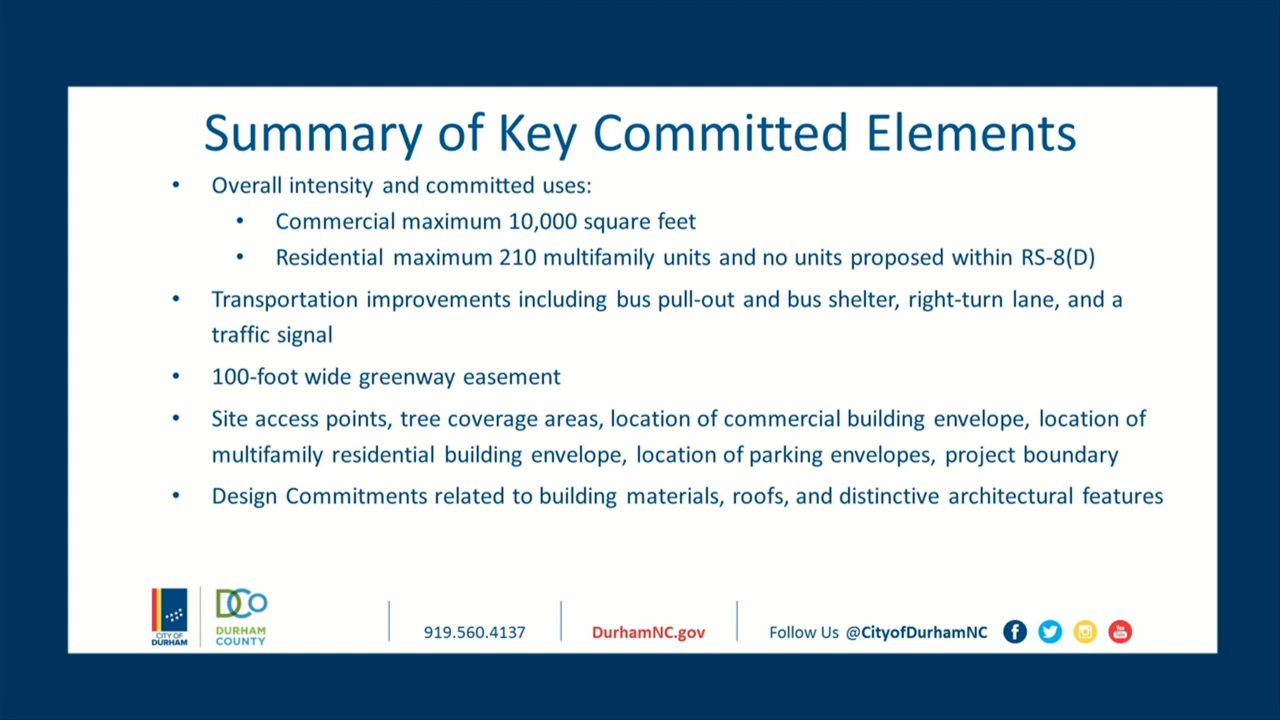 Summary of Key Committed Elements
• Overall intensity and committed uses:
• Commercial maximum 10,000 square feet
• Residential maximum 210 multifamily units and no units proposed within RS-8(D)
• Transportation improvements including bus pull-out and bus shelter, right-turn lane, and a
traffic signal
• 100-foot wide greenway easement
• Site access points, tree coverage areas, location of commercial building envelope, location of
multifamily residential building envelope, location of parking envelopes, project boundary
• Design Commitments related to building materials, roofs, and distinctive architectural features
CITY OF
DURHAM
DCo
DURHAM
COUNTY
919.560.4137
DurhamNC.gov
Follow Us @CityofDurhamNC
f
You
Tube